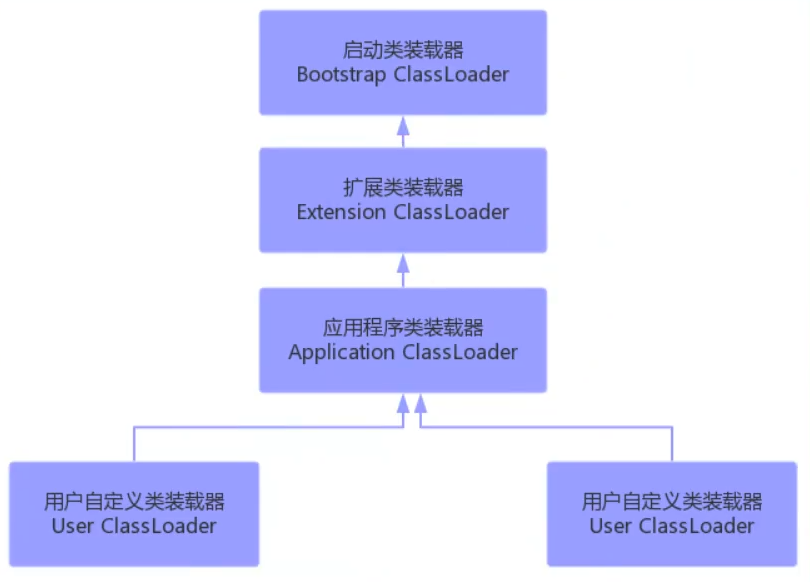 启动类装载器
Bootstrap ClassLoader
扩展类装载器
Extension ClassLoader
应用程序类装载器
Application ClassLoader
用户自定义类装载器
User ClassLoader
用户自定义类装载器
User ClassLoader